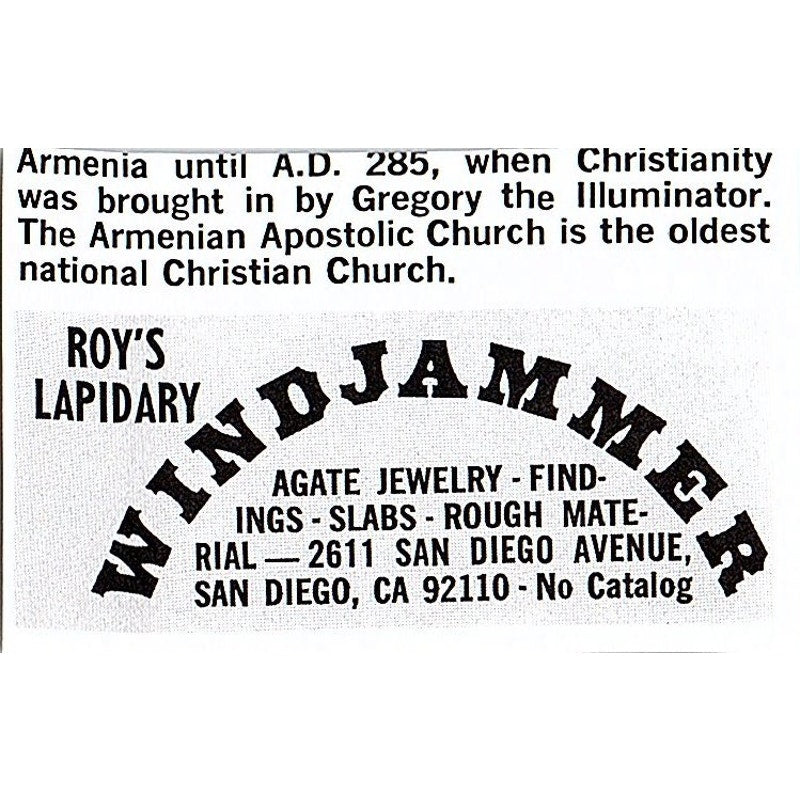 Armenia until A.D. 285, when Christianity
was brought in by Gregory the Illuminator.
The Armenian Apostolic Church is the oldest
national Christian Church.
ROY'S
LAPIDARY
WINDJAMMER
AGATE JEWELRY - FIND-
INGS - SLABS - ROUGH MATE-
RIAL — 2611 SAN DIEGO AVENUE,
SAN DIEGO, CA 92110 - No Catalog